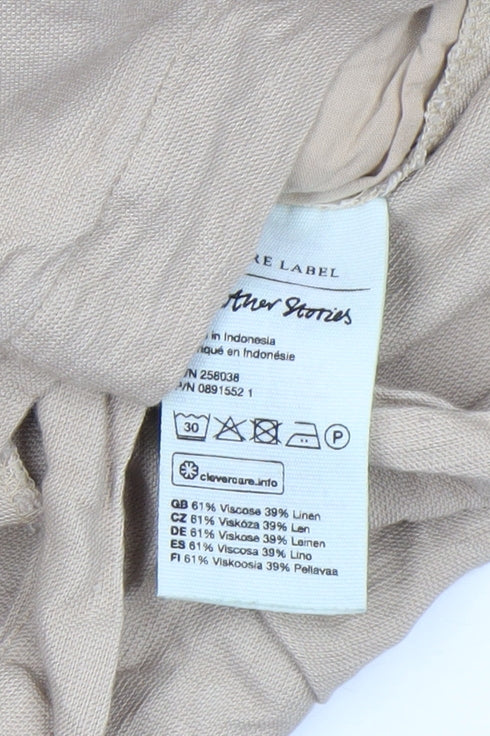 RE LABEL
other Stories
in Indonesia
iqué en Indonésie
/N 258038
P/N 0891552 1
30 P
clevercare.info
GB 61% Viscose 39% Linen
CZ 61% Viskóza 39% Len
DE 61% Viskose 39% Leinen
ES 61% Viscosa 39% Lino
FI 61% Viskoosia 39% Pellavaa